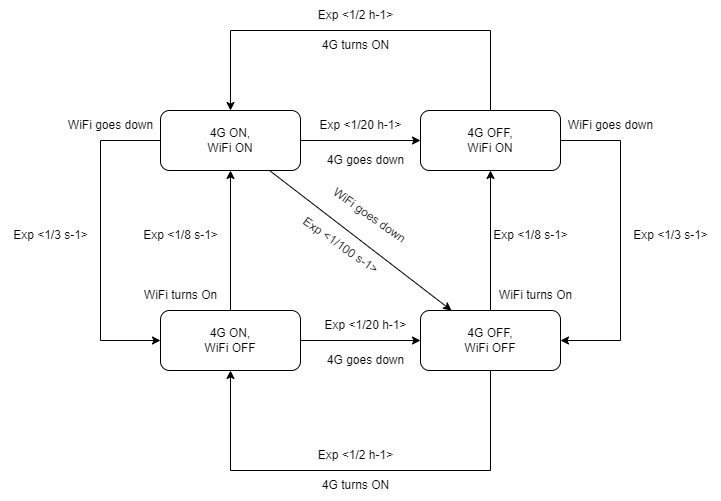 Exp <1/2 h-1>
4G turns ON
WiFi goes down
4G ON,
WiFi ON
Exp <1/20 h-1>
4G goes down
4G OFF,
WiFi ON
WiFi goes down
Exp <1/3 s-1>
Exp <1/8 s-1>
WiFi goes down
Exp <1/100 s-1>
Exp <1/8 s-1>
Exp <1/3 s-1>
WiFi turns On
WiFi turns On
4G ON,
WiFi OFF
Exp <1/20 h-1>
4G goes down
4G OFF,
WiFi OFF
Exp <1/2 h-1>
4G turns ON